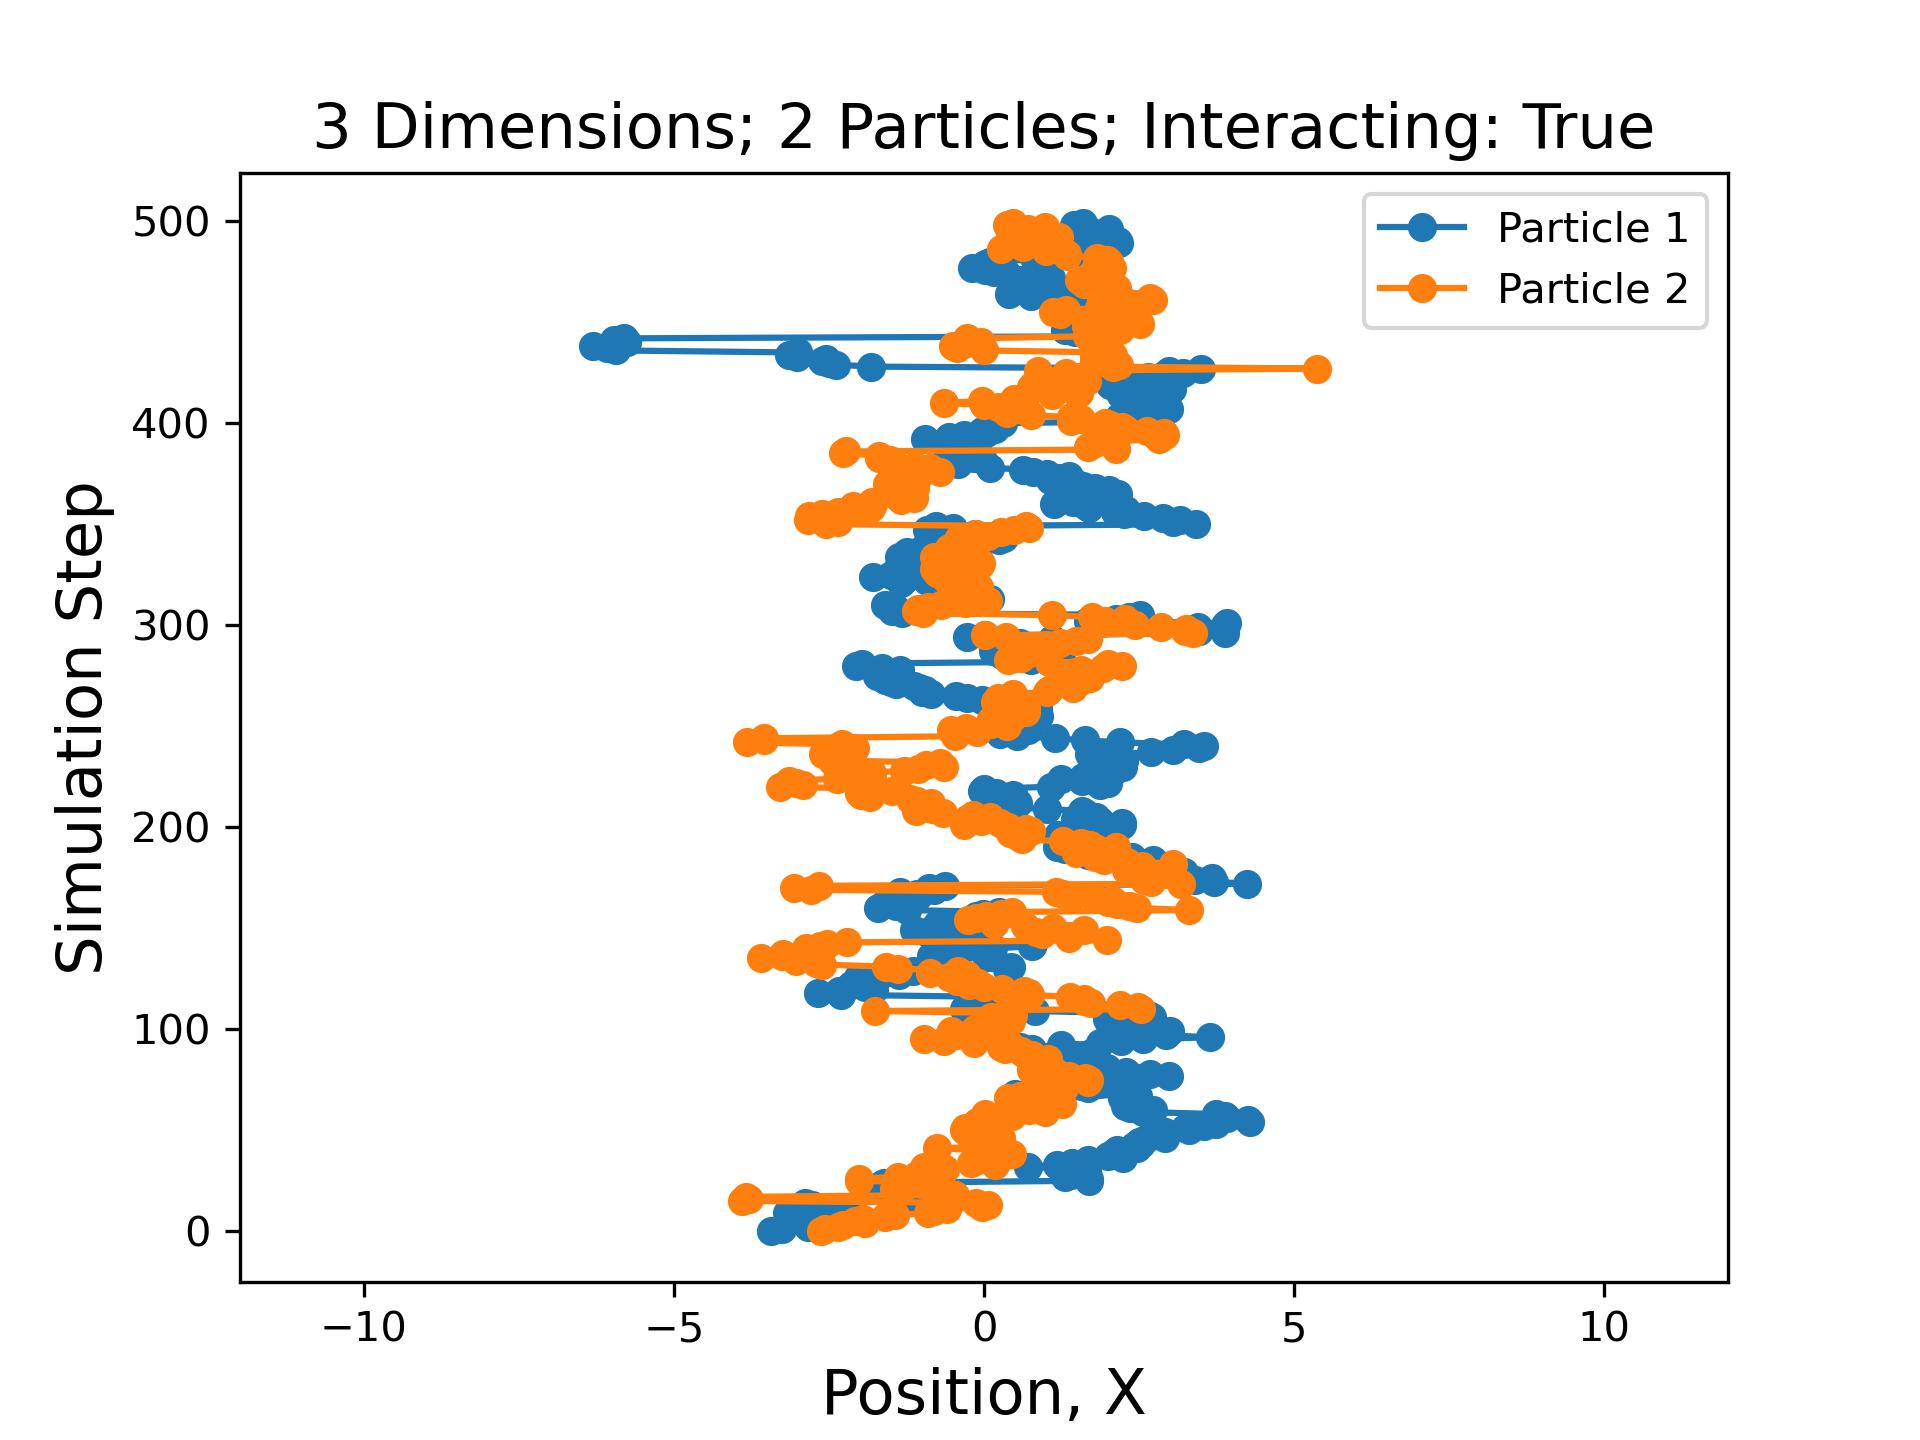 3 Dimensions; 2 Particles; Interacting: True
Particle 1
Particle 2
500
400
300
200
100
0
Simulation Step
−10
−5
0
5
10
Position, X